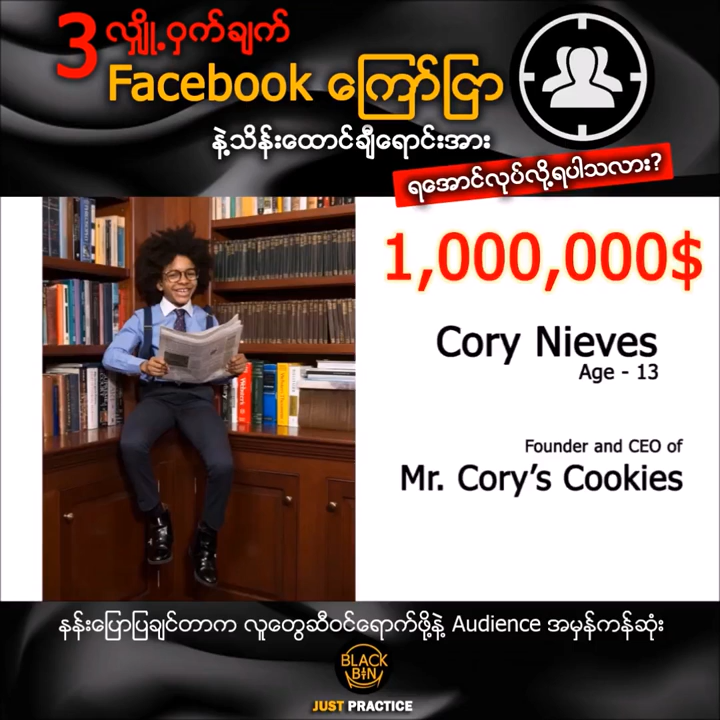 3 လျှို့ဝှက်ချက်
Facebook ကြော်ငြာ
နဲ့သိန်းထောင်ချီရောင်းအား
ရအောင်လုပ်လို့ရပါသလား?
1,000,000$
Cory Nieves
Age - 13
Founder and CEO of
Mr. Cory's Cookies
နန်းပြောပြချင်တာက လူတွေဆီဝင်ရောက်ဖို့နဲ့ Audience အမှန်ကန်ဆုံး
BLACK
BIN
JUST PRACTICE